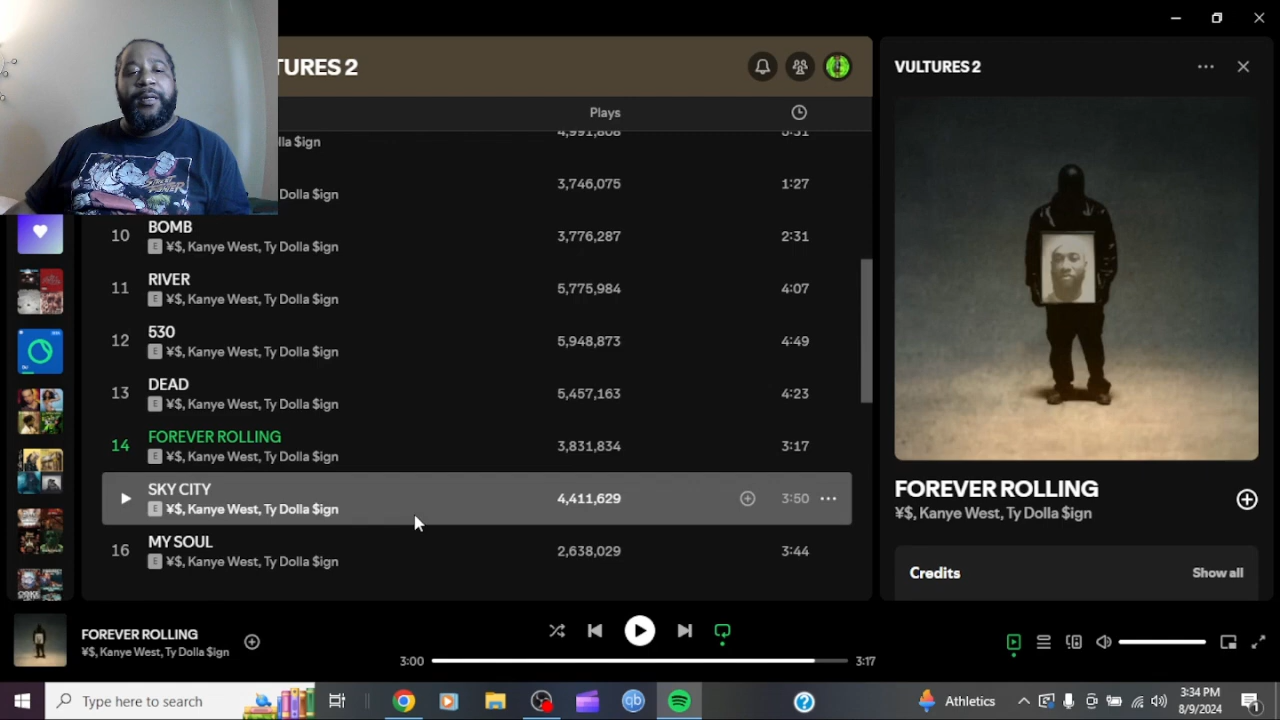 TURES 2
VULTURES 2
Plays
4,991,808
lla $ign
3,746,075
1:27
Dolla $ign
BOMB
10
3,776,287
2:31
E ¥$, Kanye West, Ty Dolla $ign
RIVER
11
5,775,984
4:07
E ¥$, Kanye West, Ty Dolla $ign
530
12
5,948,873
4:49
E ¥$, Kanye West, Ty Dolla $ign
DEAD
13
5,457,163
4:23
E ¥$, Kanye West, Ty Dolla $ign
FOREVER ROLLING
14
3,831,834
3:17
E ¥$, Kanye West, Ty Dolla $ign
SKY CITY
4,411,629
3:50
E ¥$, Kanye West, Ty Dolla $ign
MY SOUL
16
2,638,029
3:44
E ¥$, Kanye West, Ty Dolla $ign
FOREVER ROLLING
¥$, Kanye West, Ty Dolla $ign
Credits
Show all
FOREVER ROLLING
¥$, Kanye West, Ty Dolla $ign
3:00
3:17
Type here to search
qb
Athletics
3:34 PM
8/9/2024
1